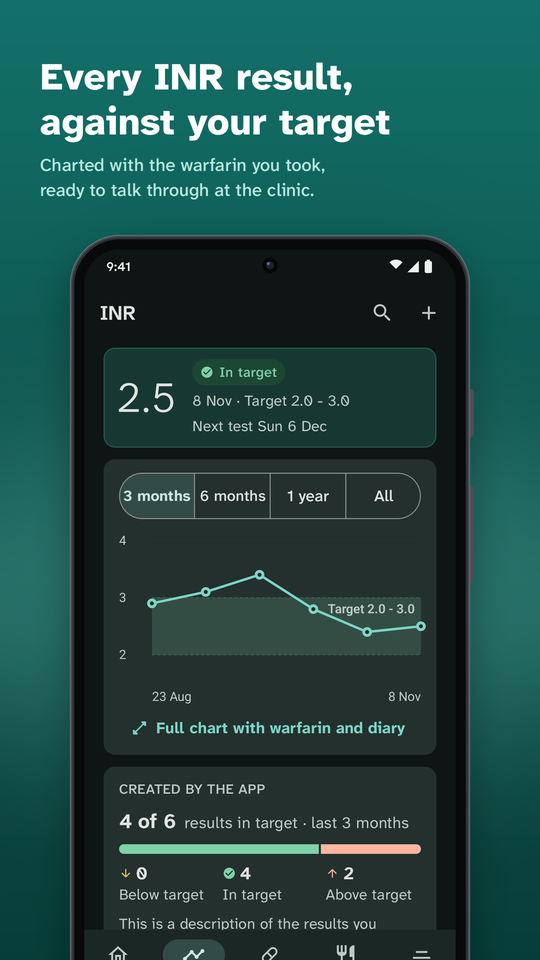 Every INR result,
against your target
Charted with the warfarin you took,
ready to talk through at the clinic.
9:41
INR
2.5
In target
8 Nov · Target 2.0 - 3.0
Next test Sun 6 Dec
3 months 6 months 1 year All
4
3
Target 2.0 - 3.0
2
23 Aug 8 Nov
Full chart with warfarin and diary
CREATED BY THE APP
4 of 6 results in target · last 3 months
0 4 2
Below target In target Above target
This is a description of the results you